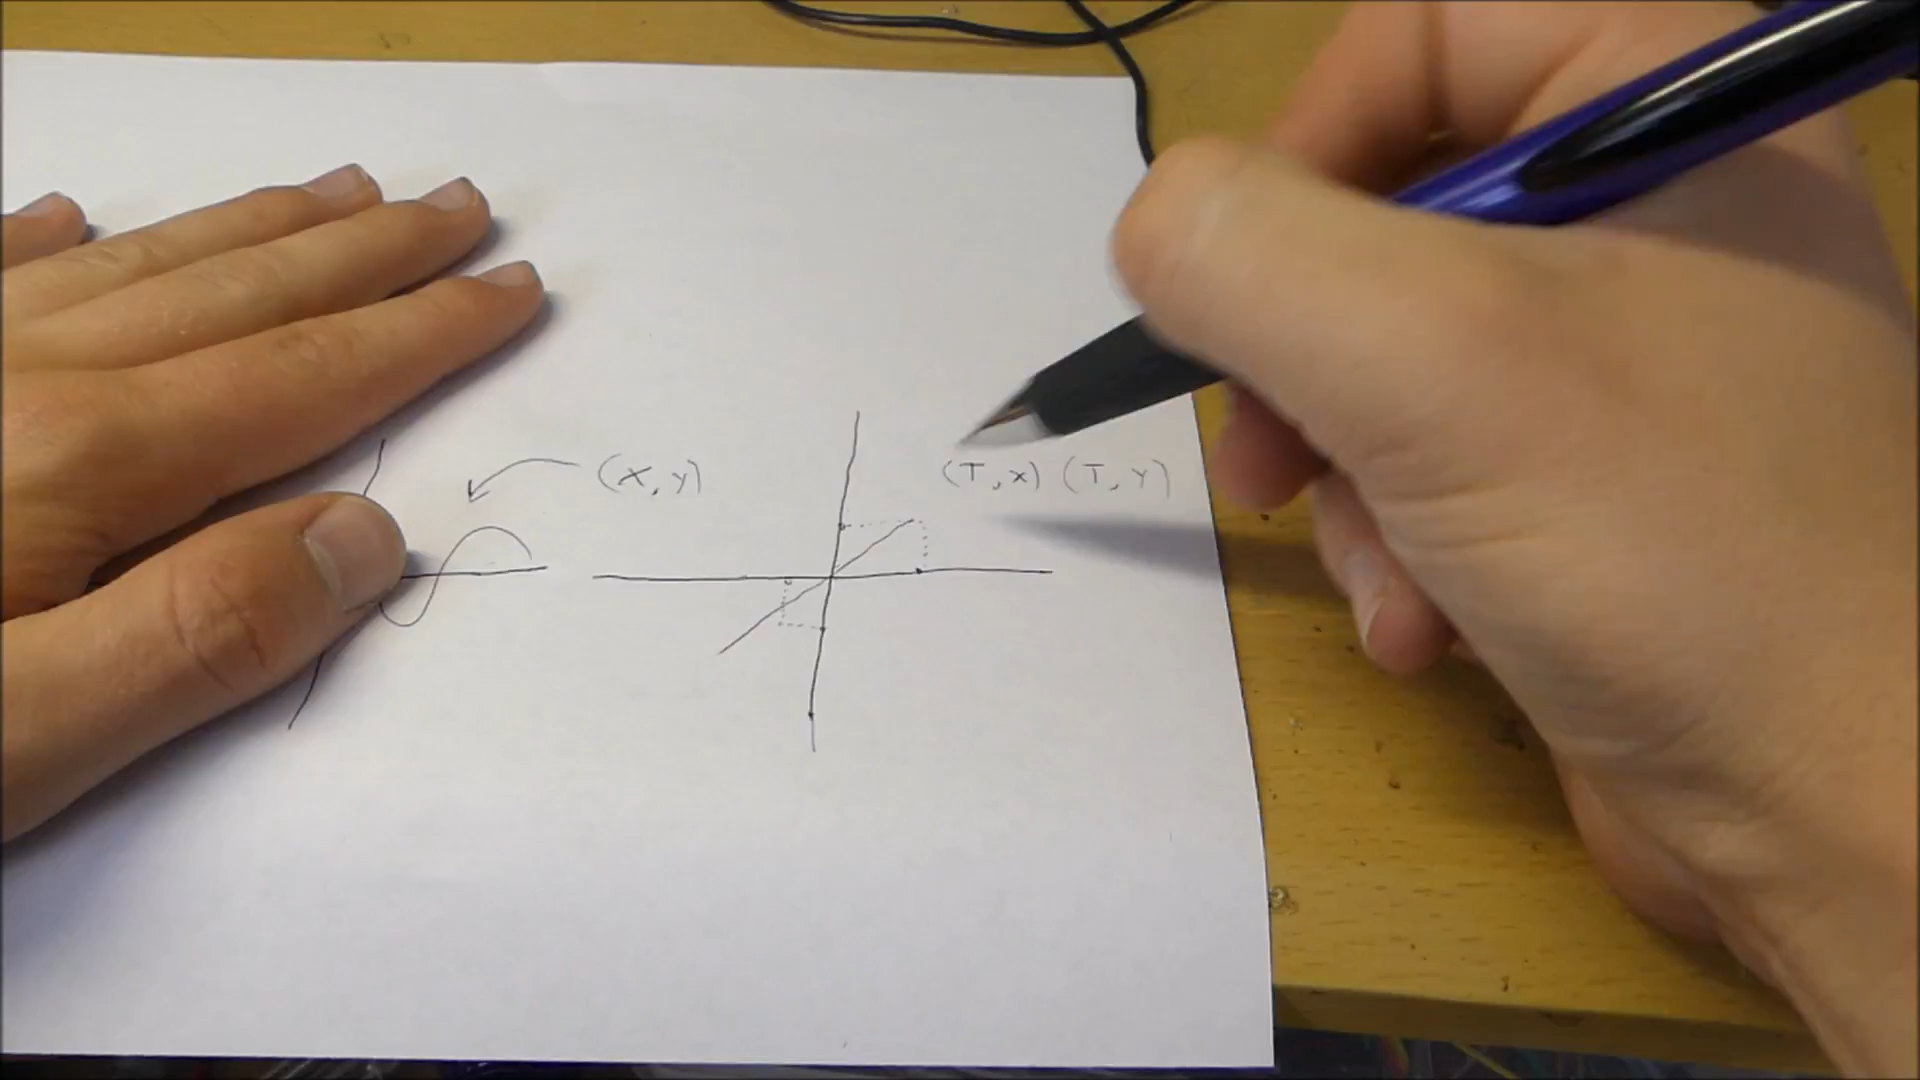 (X, y) (T, x) (T, y)